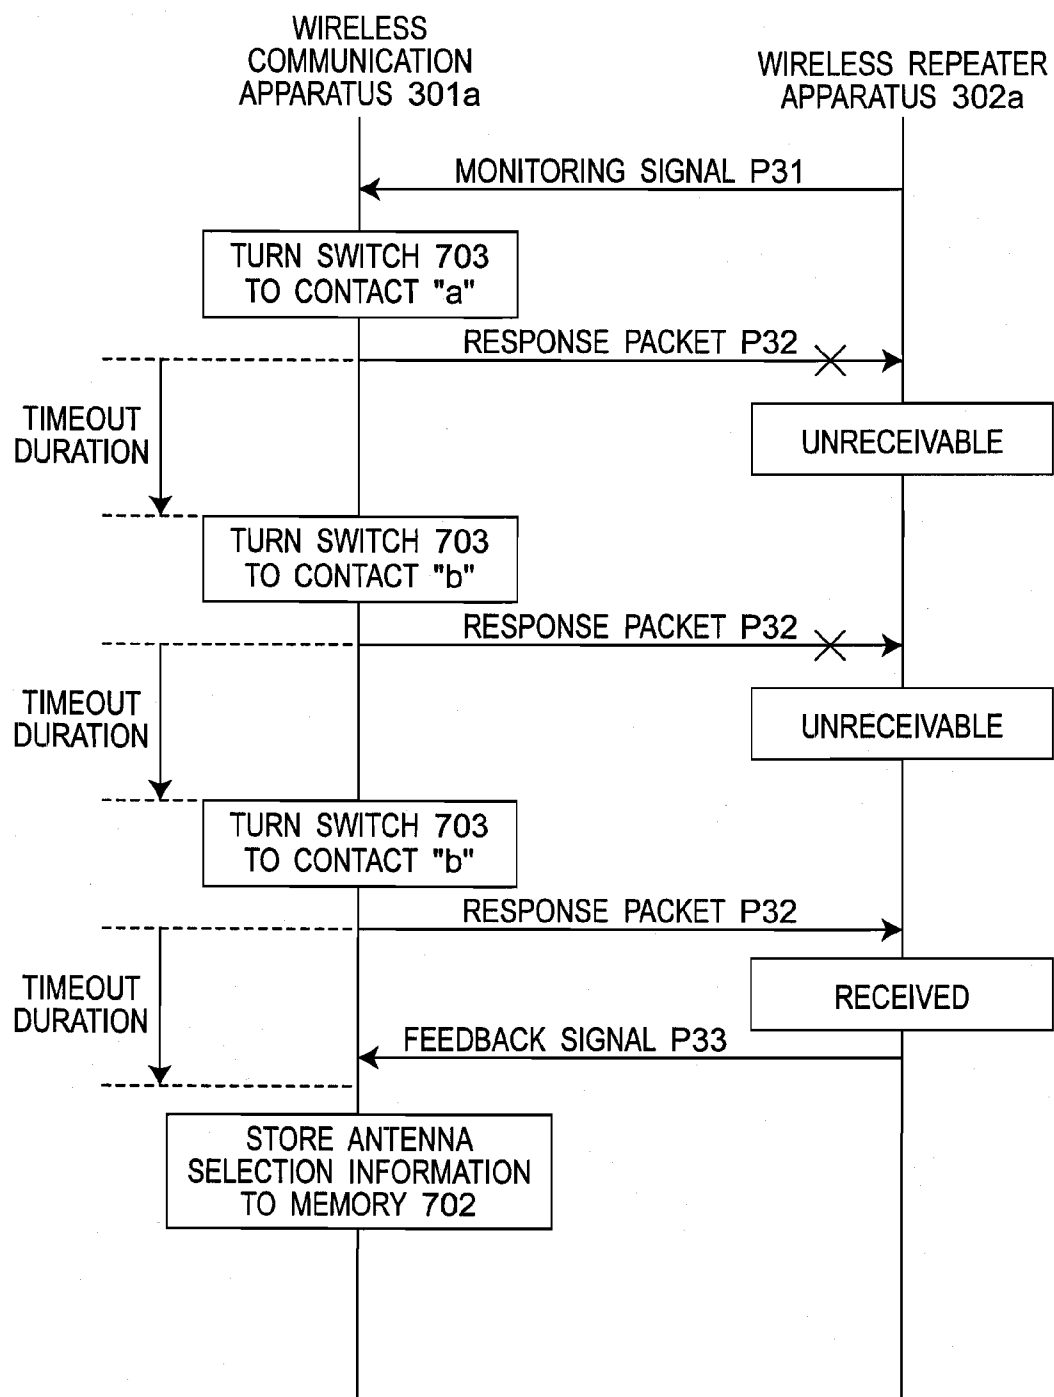 WIRELESS
COMMUNICATION
APPARATUS 301a
WIRELESS REPEATER
APPARATUS 302a
MONITORING SIGNAL P31
TURN SWITCH 703
TO CONTACT "a"
RESPONSE PACKET P32
TIMEOUT
DURATION
UNRECEIVABLE
TURN SWITCH 703
TO CONTACT "b"
RESPONSE PACKET P32
TIMEOUT
DURATION
UNRECEIVABLE
TURN SWITCH 703
TO CONTACT "b"
RESPONSE PACKET P32
TIMEOUT
DURATION
RECEIVED
FEEDBACK SIGNAL P33
STORE ANTENNA
SELECTION INFORMATION
TO MEMORY 702